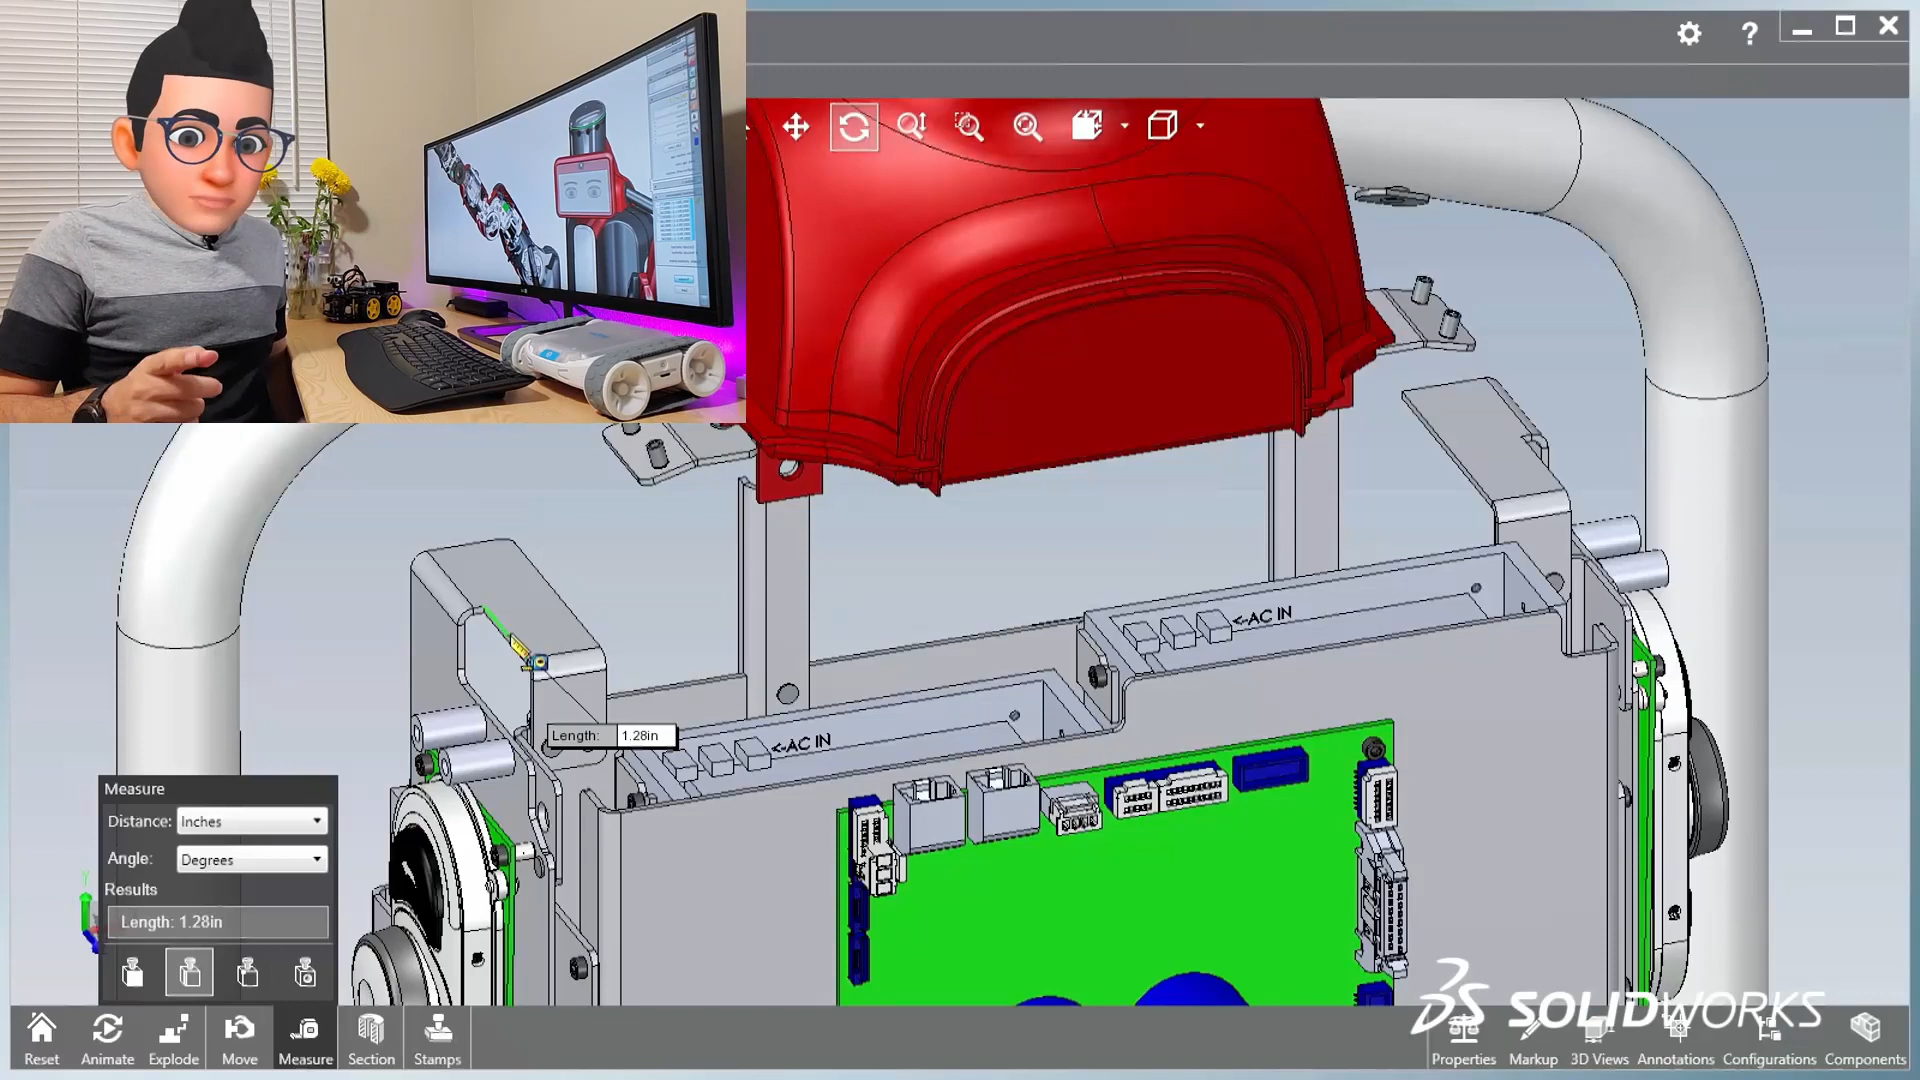 ?
<-AC IN
<-AC IN
Length: 1.28in
Measure
Distance: Inches
Angle: Degrees
Results
Length: 1.28in
Y
Reset Animate Explode Move Measure Section Stamps
SOLIDWORKS
Properties Markup 3D Views Annotations Configurations Components